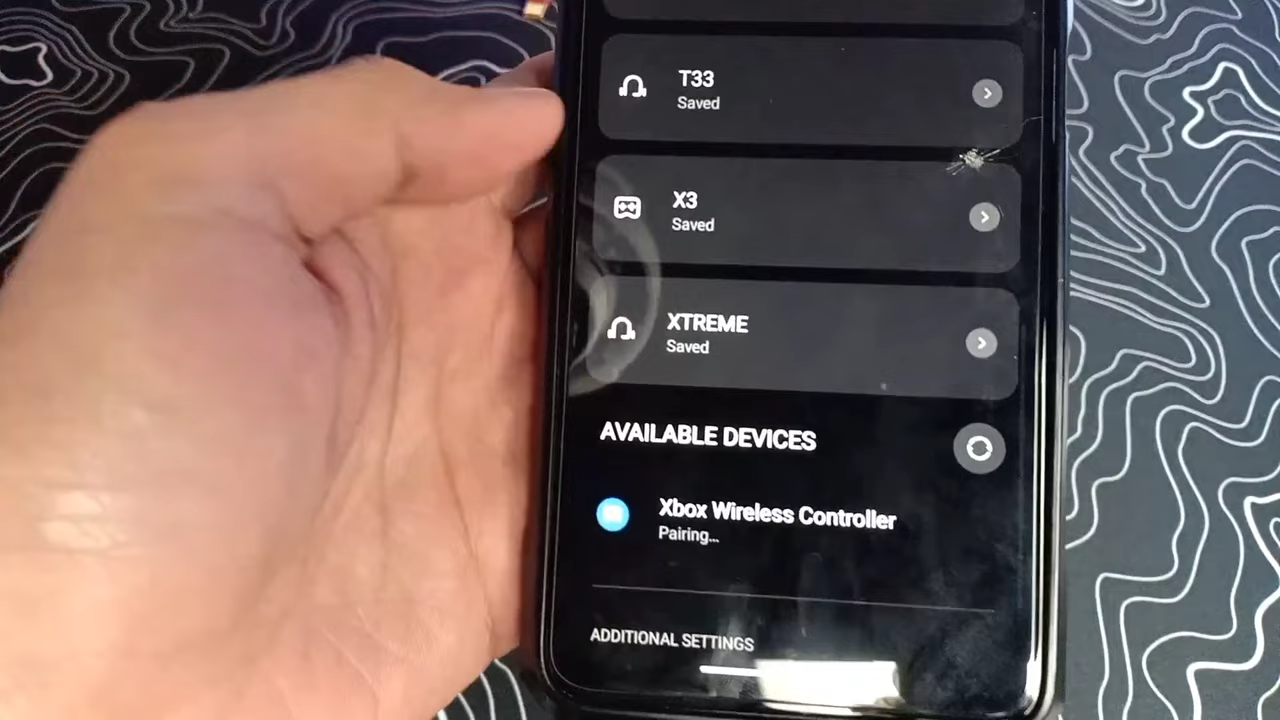 T33
Saved
X3
Saved
XTREME
Saved
AVAILABLE DEVICES
Xbox Wireless Controller
Pairing...
ADDITIONAL SETTINGS